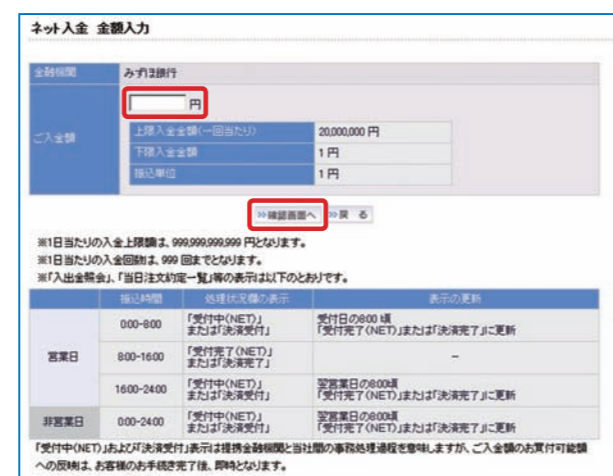 ネット入金 金額入力
金融機関 みずほ銀行
円
ご入金額
上限入金金額(一回当たり) 20,000,000 円
下限入金金額 1 円
振込単位 1 円
>>確認画面へ >>戻 る
※1日当たりの入金上限額は、999,999,999,999 円となります。
※1日当たりの入金回数は、999 回までとなります。
※「入出金照会」、「当日注文約定一覧」等の表示は以下のとおりです。
振込時間 処理状況欄の表示 表示の更新
営業日
0:00-8:00 「受付中(NET)」
または「決済受付」 受付日の8:00 頃
「受付完了(NET)」または「決済完了」に更新
8:00-16:00 「受付完了(NET)」
または「決済完了」 -
16:00-24:00 「受付中(NET)」
または「決済受付」 翌営業日の8:00頃
「受付完了(NET)」または「決済完了」に更新
非営業日 0:00-24:00 「受付中(NET)」
または「決済受付」 翌営業日の8:00頃
「受付完了(NET)」または「決済完了」に更新
「受付中(NET)」および「決済受付」表示は提携金融機関と当社間の事務処理過程を意味しますが、ご入金額のお買付可能額
への反映は、お客様のお手続き完了後、即時となります。